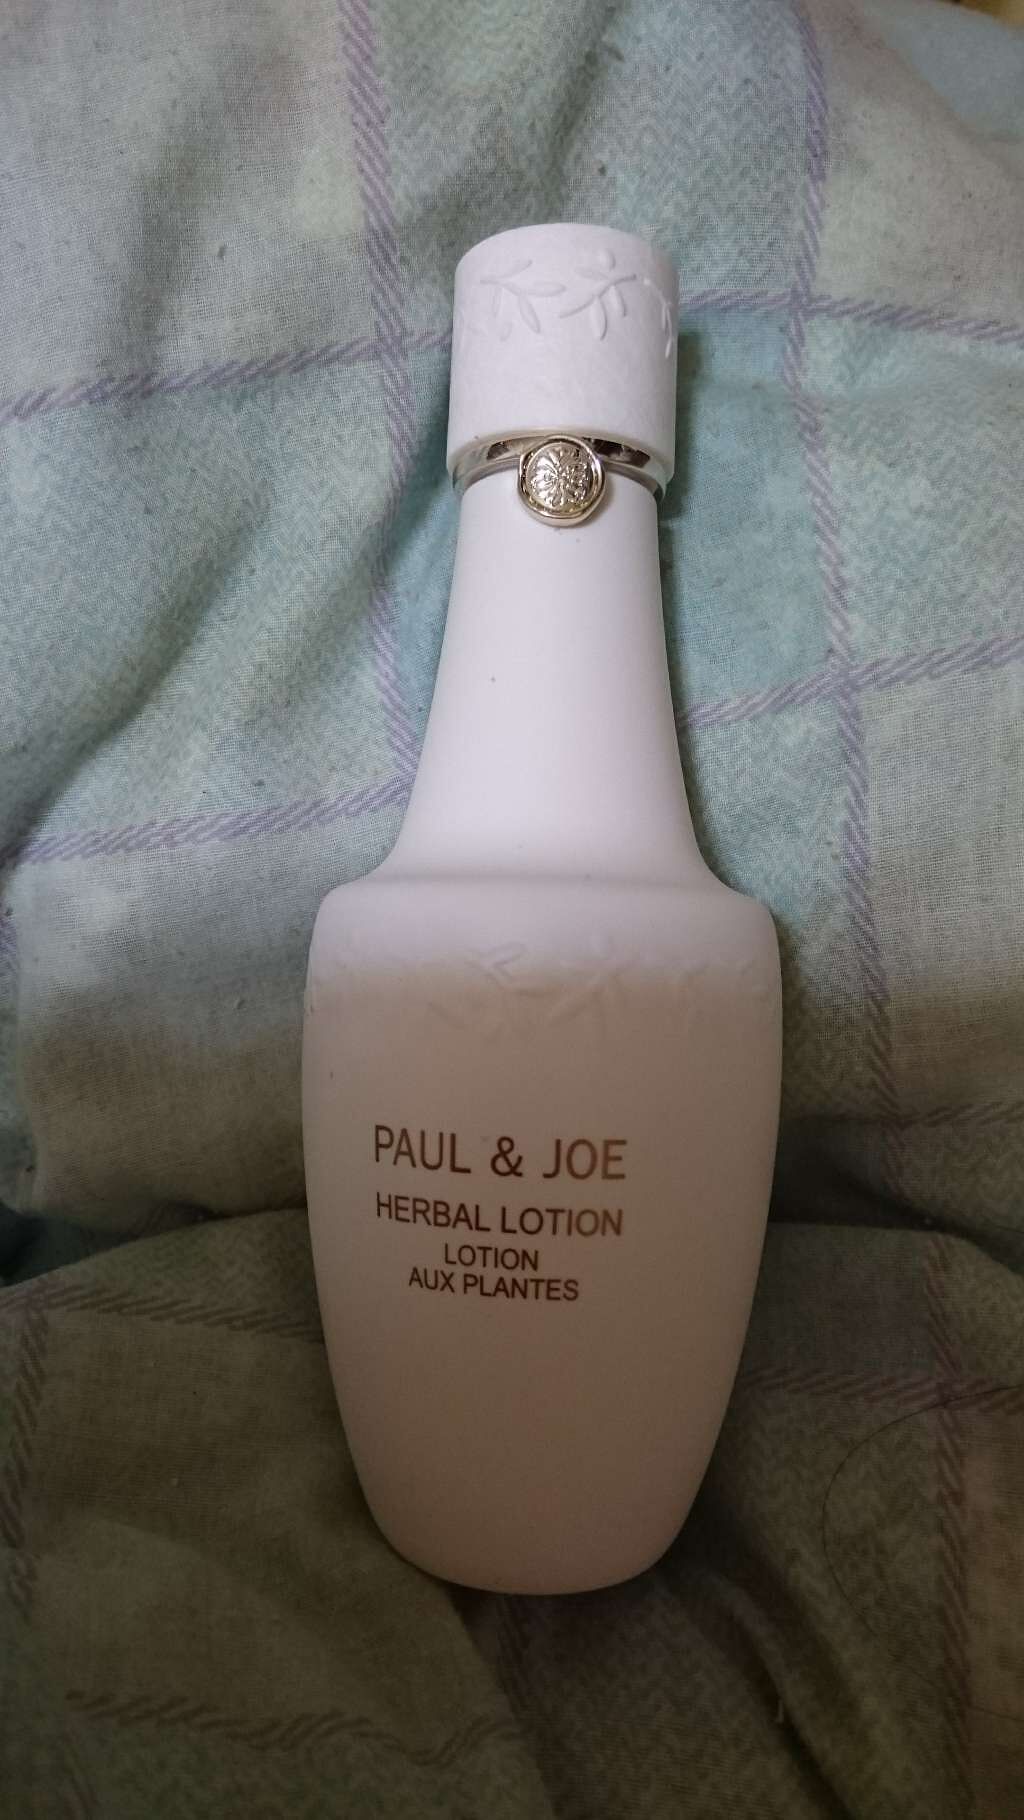 PAUL & JOE
HERBAL LOTION
LOTION
AUX PLANTES